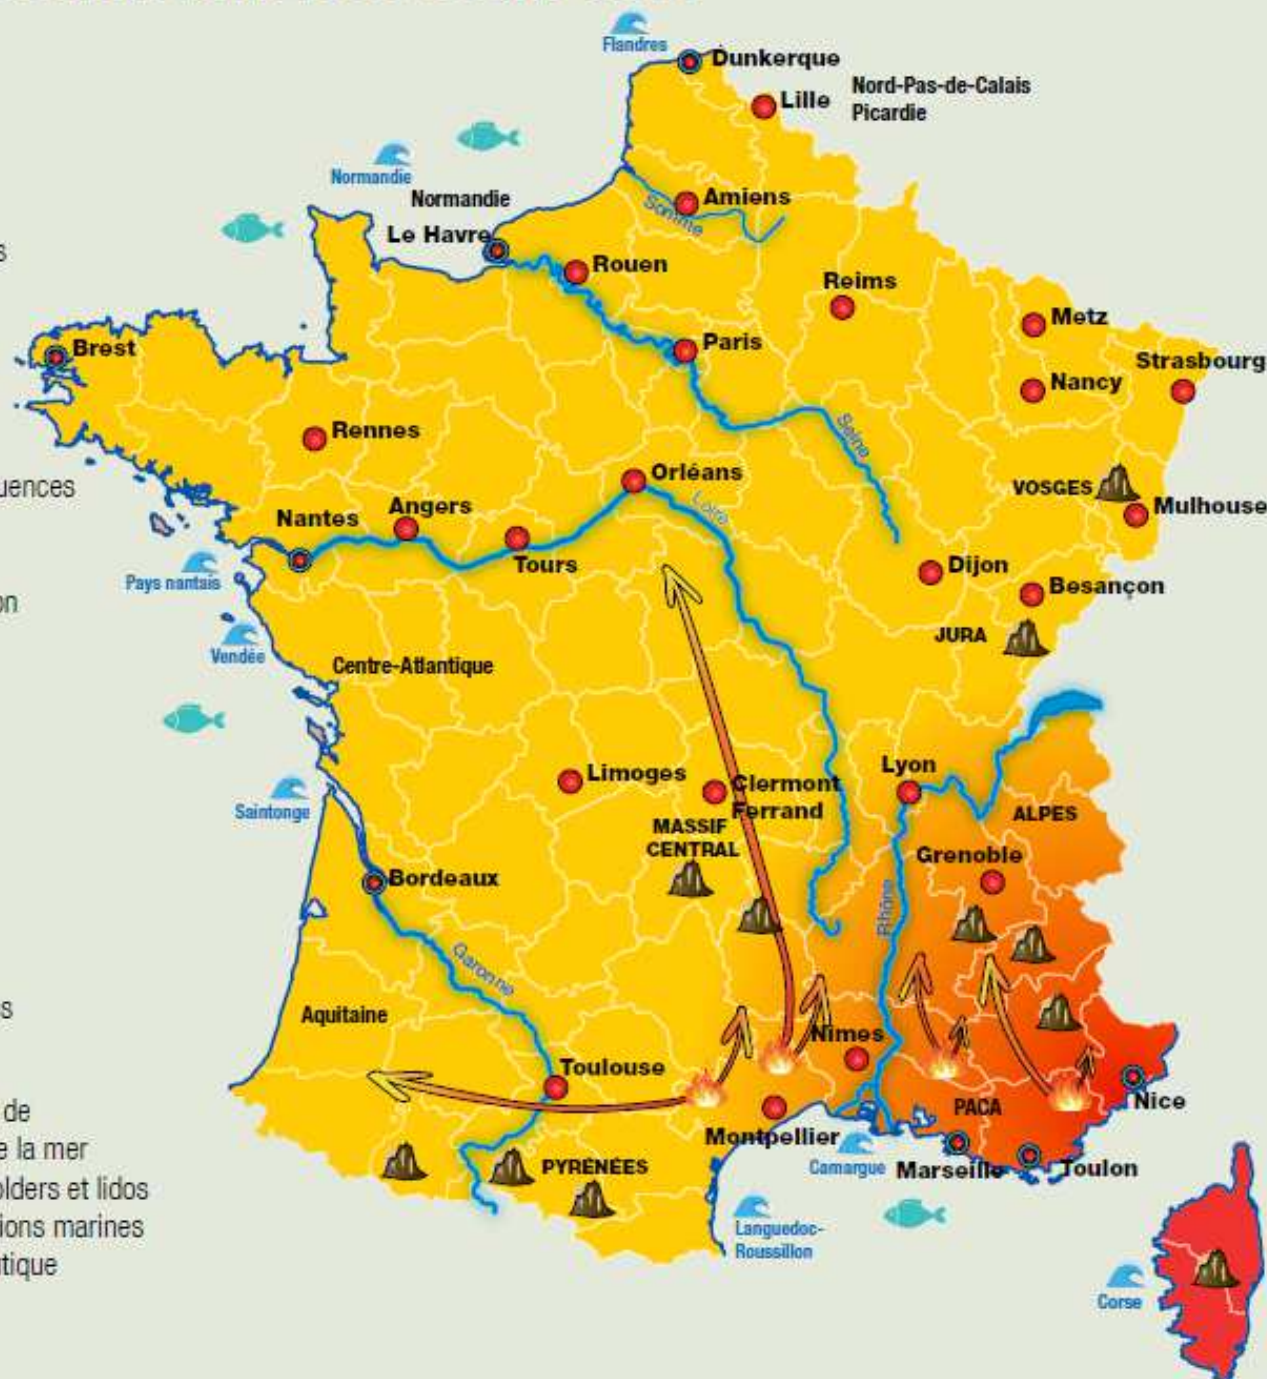 Flandres
Dunkerque
Lille
Nord-Pas-de-Calais
Picardie
Normandie
Normandie
Amiens
Somme
Le Havre
Rouen
Reims
Metz
Paris
Strasbourg
Brest
Nancy
Rennes
Seine
Orléans
Loire
uences
VOSGES
Mulhouse
Nantes
Angers
Tours
Dijon
Pays nantais
Besançon
on
JURA
Vendée
Centre-Atlantique
Limoges
Clermont
Ferrand
Lyon
Saintonge
MASSIF
CENTRAL
ALPES
Grenoble
Bordeaux
Rhône
Garonne
Aquitaine
s
Nîmes
Toulouse
de
PACA
Nice
e la mer
Montpellier
Camargue
Marseille
Toulon
PYRÉNÉES
olders et lidos
ions marines
utique
Languedoc-
Roussillon
Corse